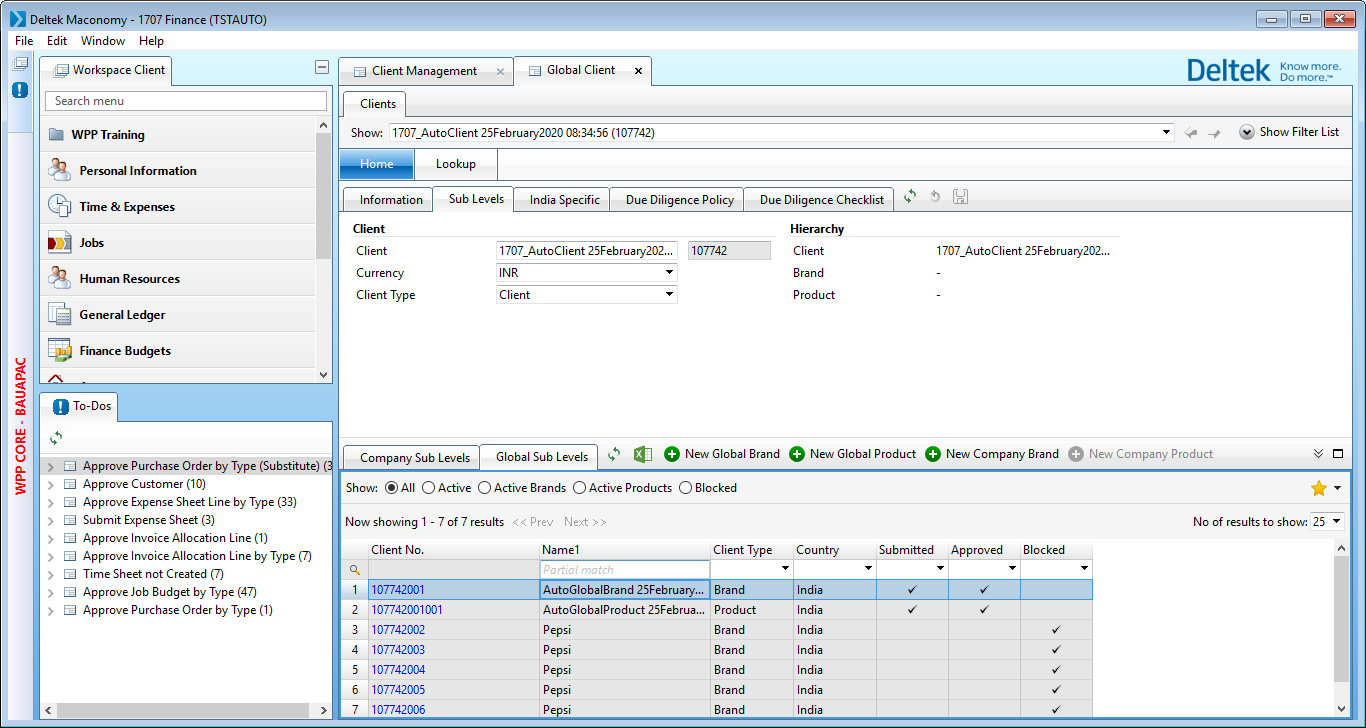 Deltek Maconomy - 1707 Finance (TSTAUTO)
File Edit Window Help
Workspace Client
Search menu
WPP Training
Personal Information
Time & Expenses
Jobs
Human Resources
General Ledger
Finance Budgets
WPP CORE - BAUAPAC
To-Dos
Approve Purchase Order by Type (Substitute) (3
Approve Customer (10)
Approve Expense Sheet Line by Type (33)
Submit Expense Sheet (3)
Approve Invoice Allocation Line (1)
Approve Invoice Allocation Line by Type (7)
Time Sheet not Created (7)
Approve Job Budget by Type (47)
Approve Purchase Order by Type (1)
Client Management Global Client
Deltek Know more. Do more.™
Clients
Show: 1707_AutoClient 25February2020 08:34:56 (107742) Show Filter List
Home Lookup
Information Sub Levels India Specific Due Diligence Policy Due Diligence Checklist
Client Hierarchy
Client 1707_AutoClient 25February202... 107742 Client 1707_AutoClient 25February202...
Currency INR Brand -
Client Type Client Product -
Company Sub Levels Global Sub Levels New Global Brand New Global Product New Company Brand New Company Product
Show: All Active Active Brands Active Products Blocked
Now showing 1 - 7 of 7 results << Prev Next >> No of results to show: 25
Client No. Name1 Client Type Country Submitted Approved Blocked
Partial match
1 107742001 AutoGlobalBrand 25February... Brand India ✓ ✓
2 107742001001 AutoGlobalProduct 25Februa... Product India ✓ ✓
3 107742002 Pepsi Brand India ✓
4 107742003 Pepsi Brand India ✓
5 107742004 Pepsi Brand India ✓
6 107742005 Pepsi Brand India ✓
7 107742006 Pepsi Brand India ✓